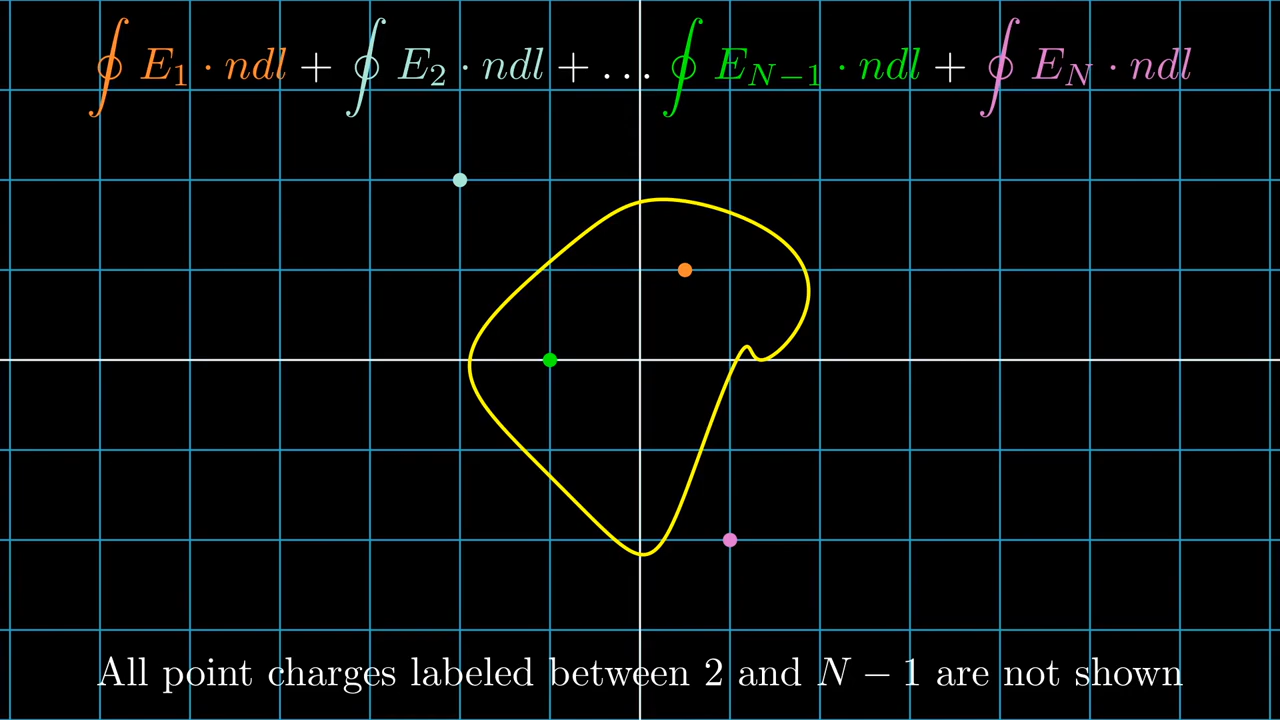 ∮ E₁ · ndl + ∮ E₂ · ndl + … ∮ E_{N−1} · ndl + ∮ E_N · ndl
All point charges labeled between 2 and N − 1 are not shown